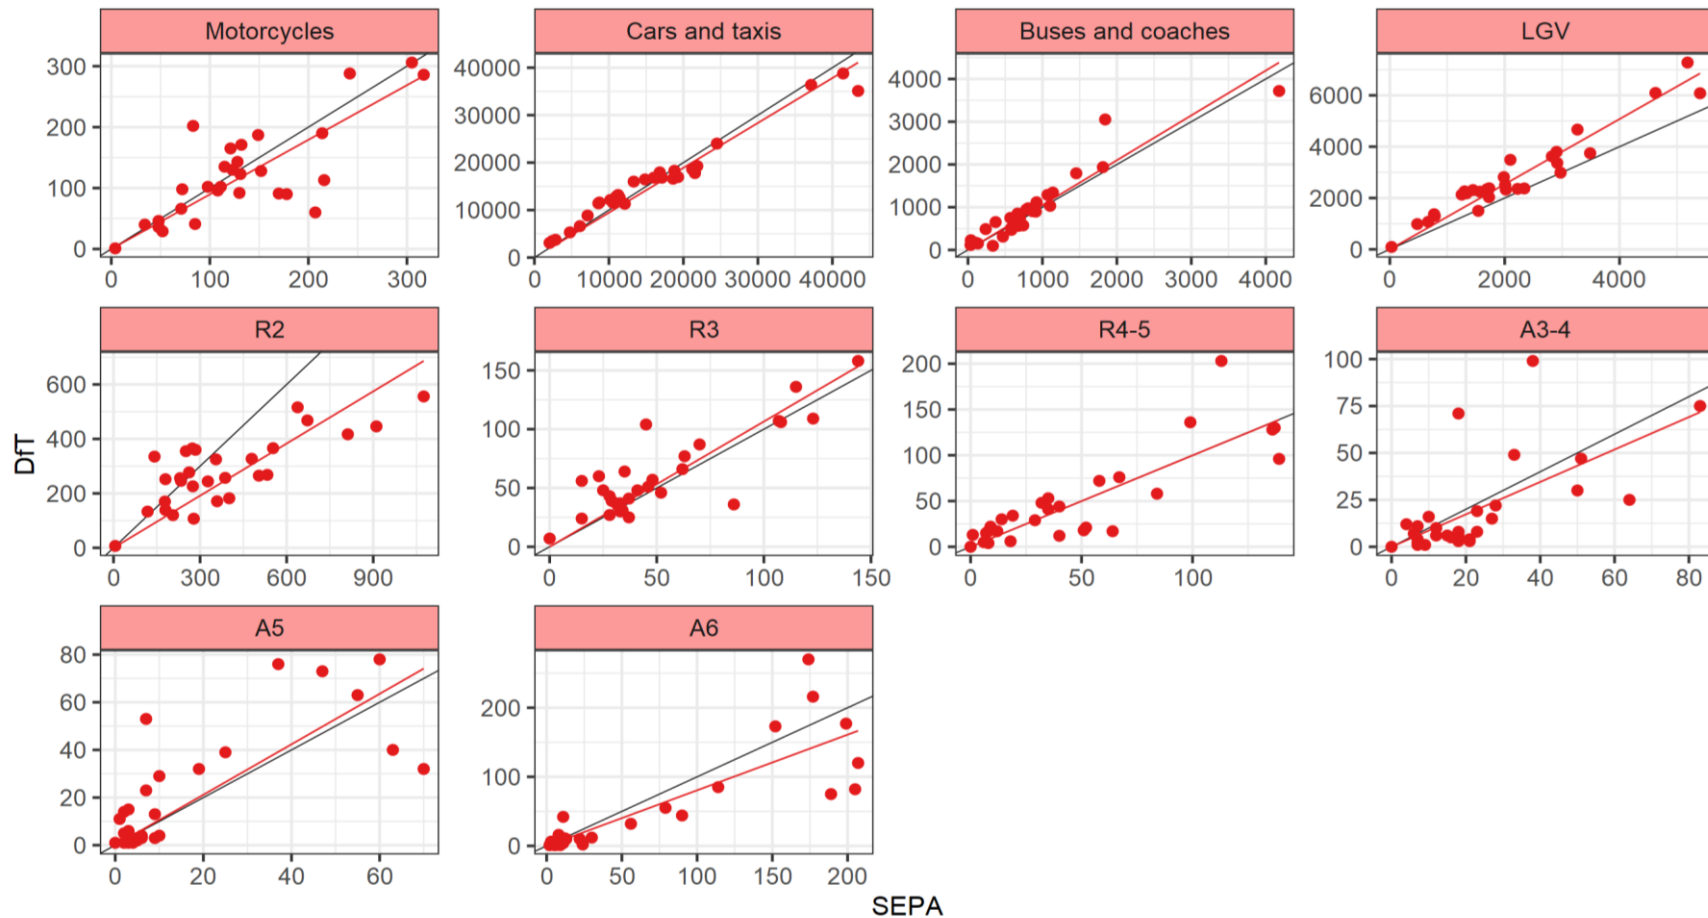 Motorcycles Cars and taxis Buses and coaches LGV
300 200 100 0
0 100 200 300
40000 30000 20000 10000 0
0 10000 20000 30000 40000
4000 3000 2000 1000 0
0 1000 2000 3000 4000
6000 4000 2000 0
0 2000 4000
R2 R3 R4-5 A3-4
600 400 200 0
0 300 600 900
150 100 50 0
0 50 100 150
200 150 100 50 0
0 50 100
100 75 50 25 0
0 20 40 60 80
DfT
A5 A6
80 60 40 20 0
0 20 40 60
200 100 0
0 50 100 150 200
SEPA